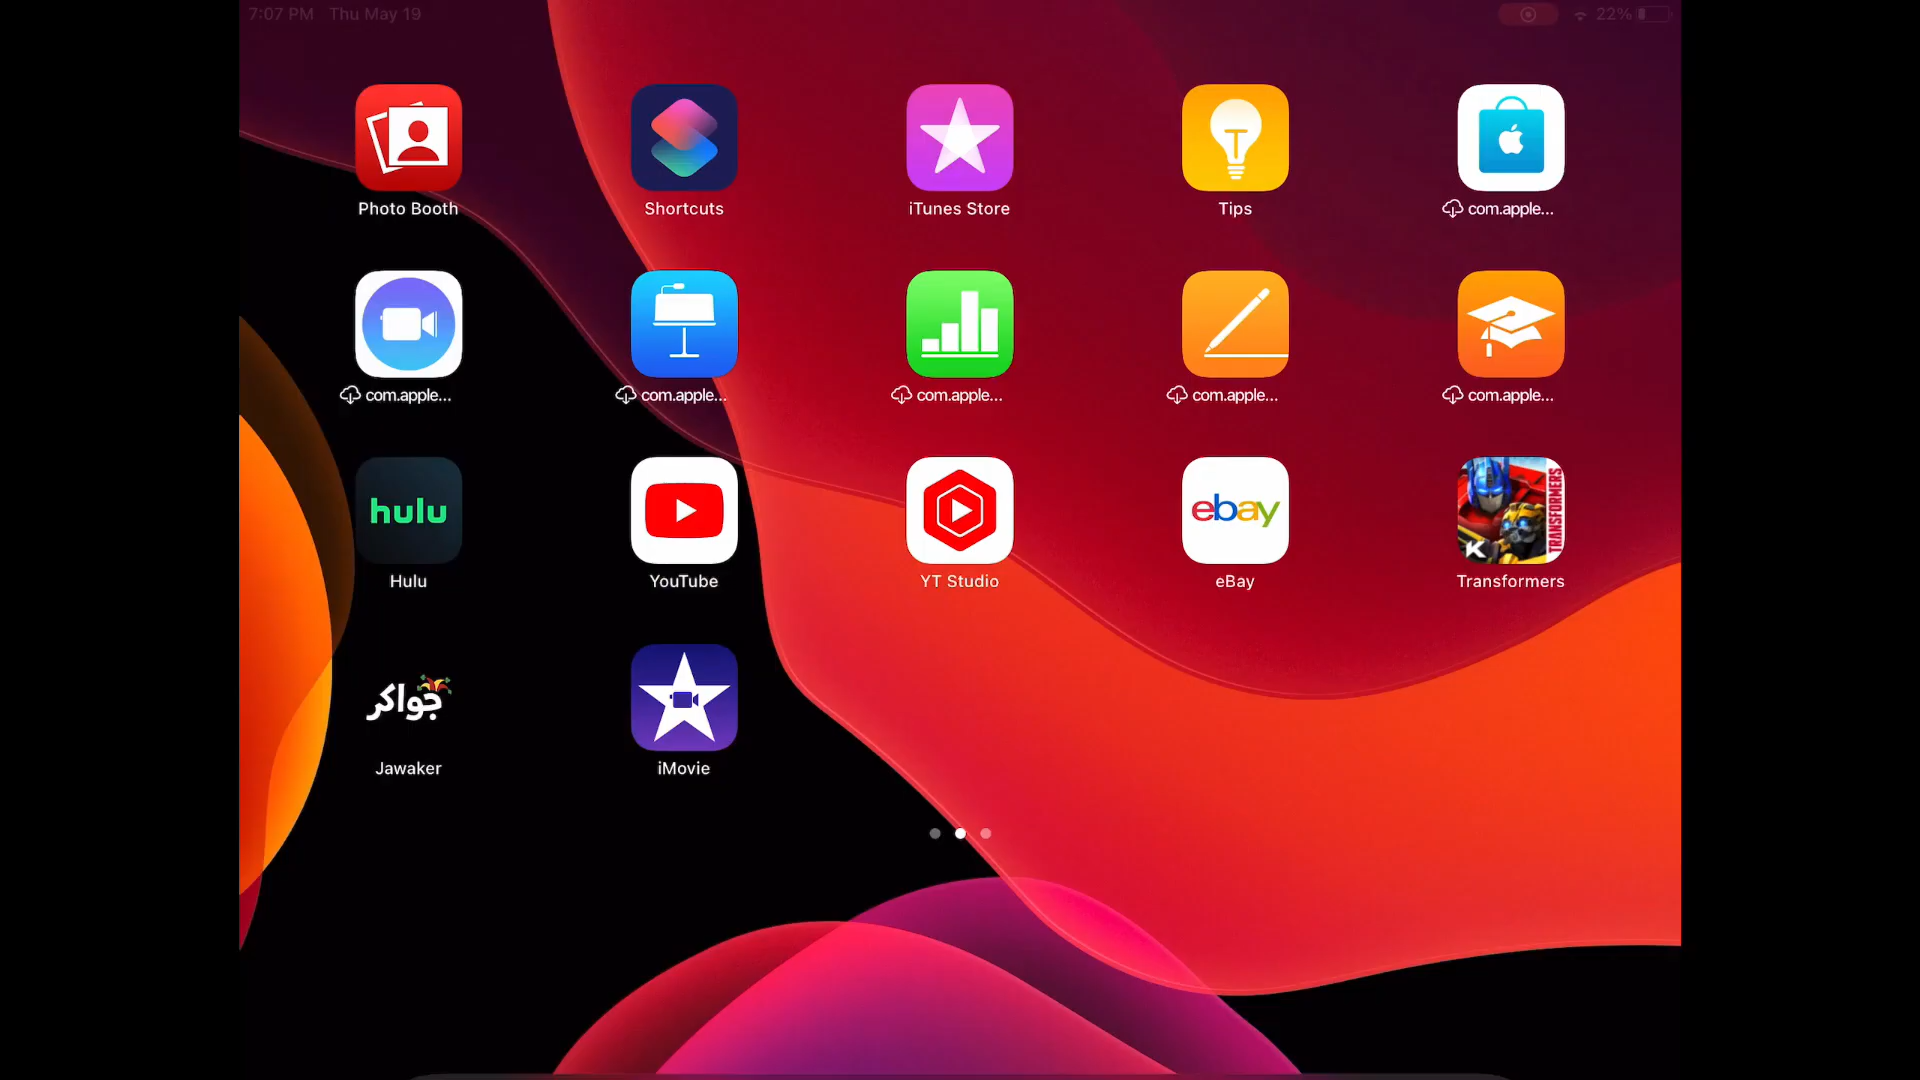 7:07 PM Thu May 19
22%
Photo Booth
Shortcuts
iTunes Store
Tips
com.apple...
com.apple...
com.apple...
com.apple...
com.apple...
com.apple...
hulu
ebay
TRANSFORMERS
K
Hulu
YouTube
YT Studio
eBay
Transformers
جواكر
Jawaker
iMovie